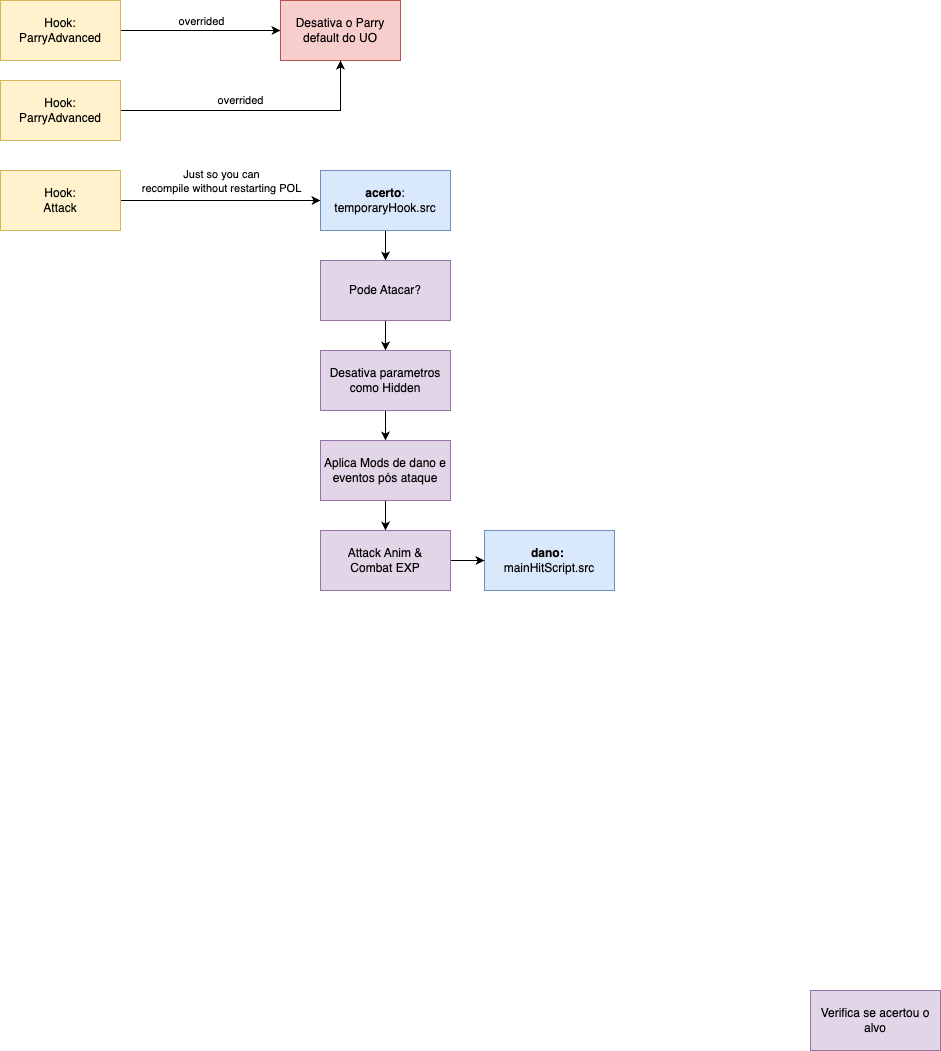 Hook:
ParryAdvanced
overrided
Desativa o Parry
default do UO
Hook:
ParryAdvanced
overrided
Hook:
Attack
Just so you can
recompile without restarting POL
acerto:
temporaryHook.src
Pode Atacar?
Desativa parametros
como Hidden
Aplica Mods de dano e
eventos pós ataque
Attack Anim &
Combat EXP
dano:
mainHitScript.src
Verifica se acertou o
alvo